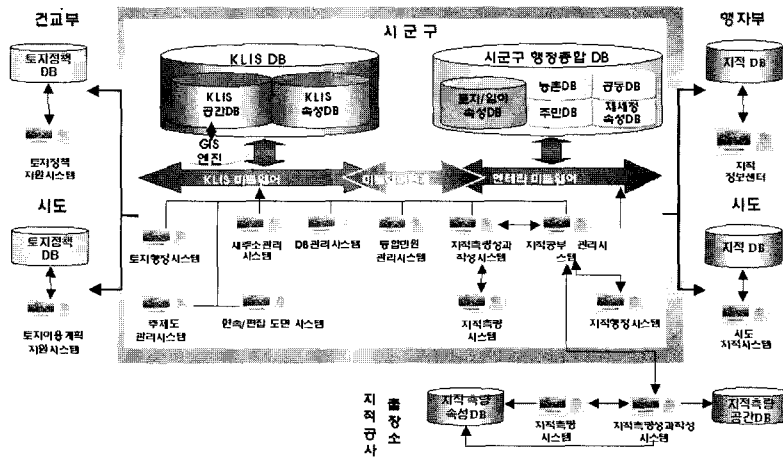 건교부
시군구
행자부
토지정책
DB
토지정책
지원시스템
시도
토지정책
DB
토지이용계획
지원시스템
KLIS DB
KLIS
공간DB
KLIS
속성DB
GIS
엔진
시군구 행정종합 DB
토지/임야
속성DB
농촌DB
공동DB
주민DB
재세정
속성DB
KLIS 미들웨어
엔테라 미들웨어
토지행정시스템
새주소관리
시스템
DB관리시스템
통합민원
관리시스템
지적측량성과
작성시스템
지적공부 관리시
스템
주제도
관리시스템
연속/편집 도면 시스템
지적측량
시스템
지적행정시스템
지적 DB
지적
정보센터
시도
지적 DB
시도
지적시스템
지적공사
출장소
지적측량
속성DB
지적측량
시스템
지적측량성과작성
시스템
지적측량
공간DB